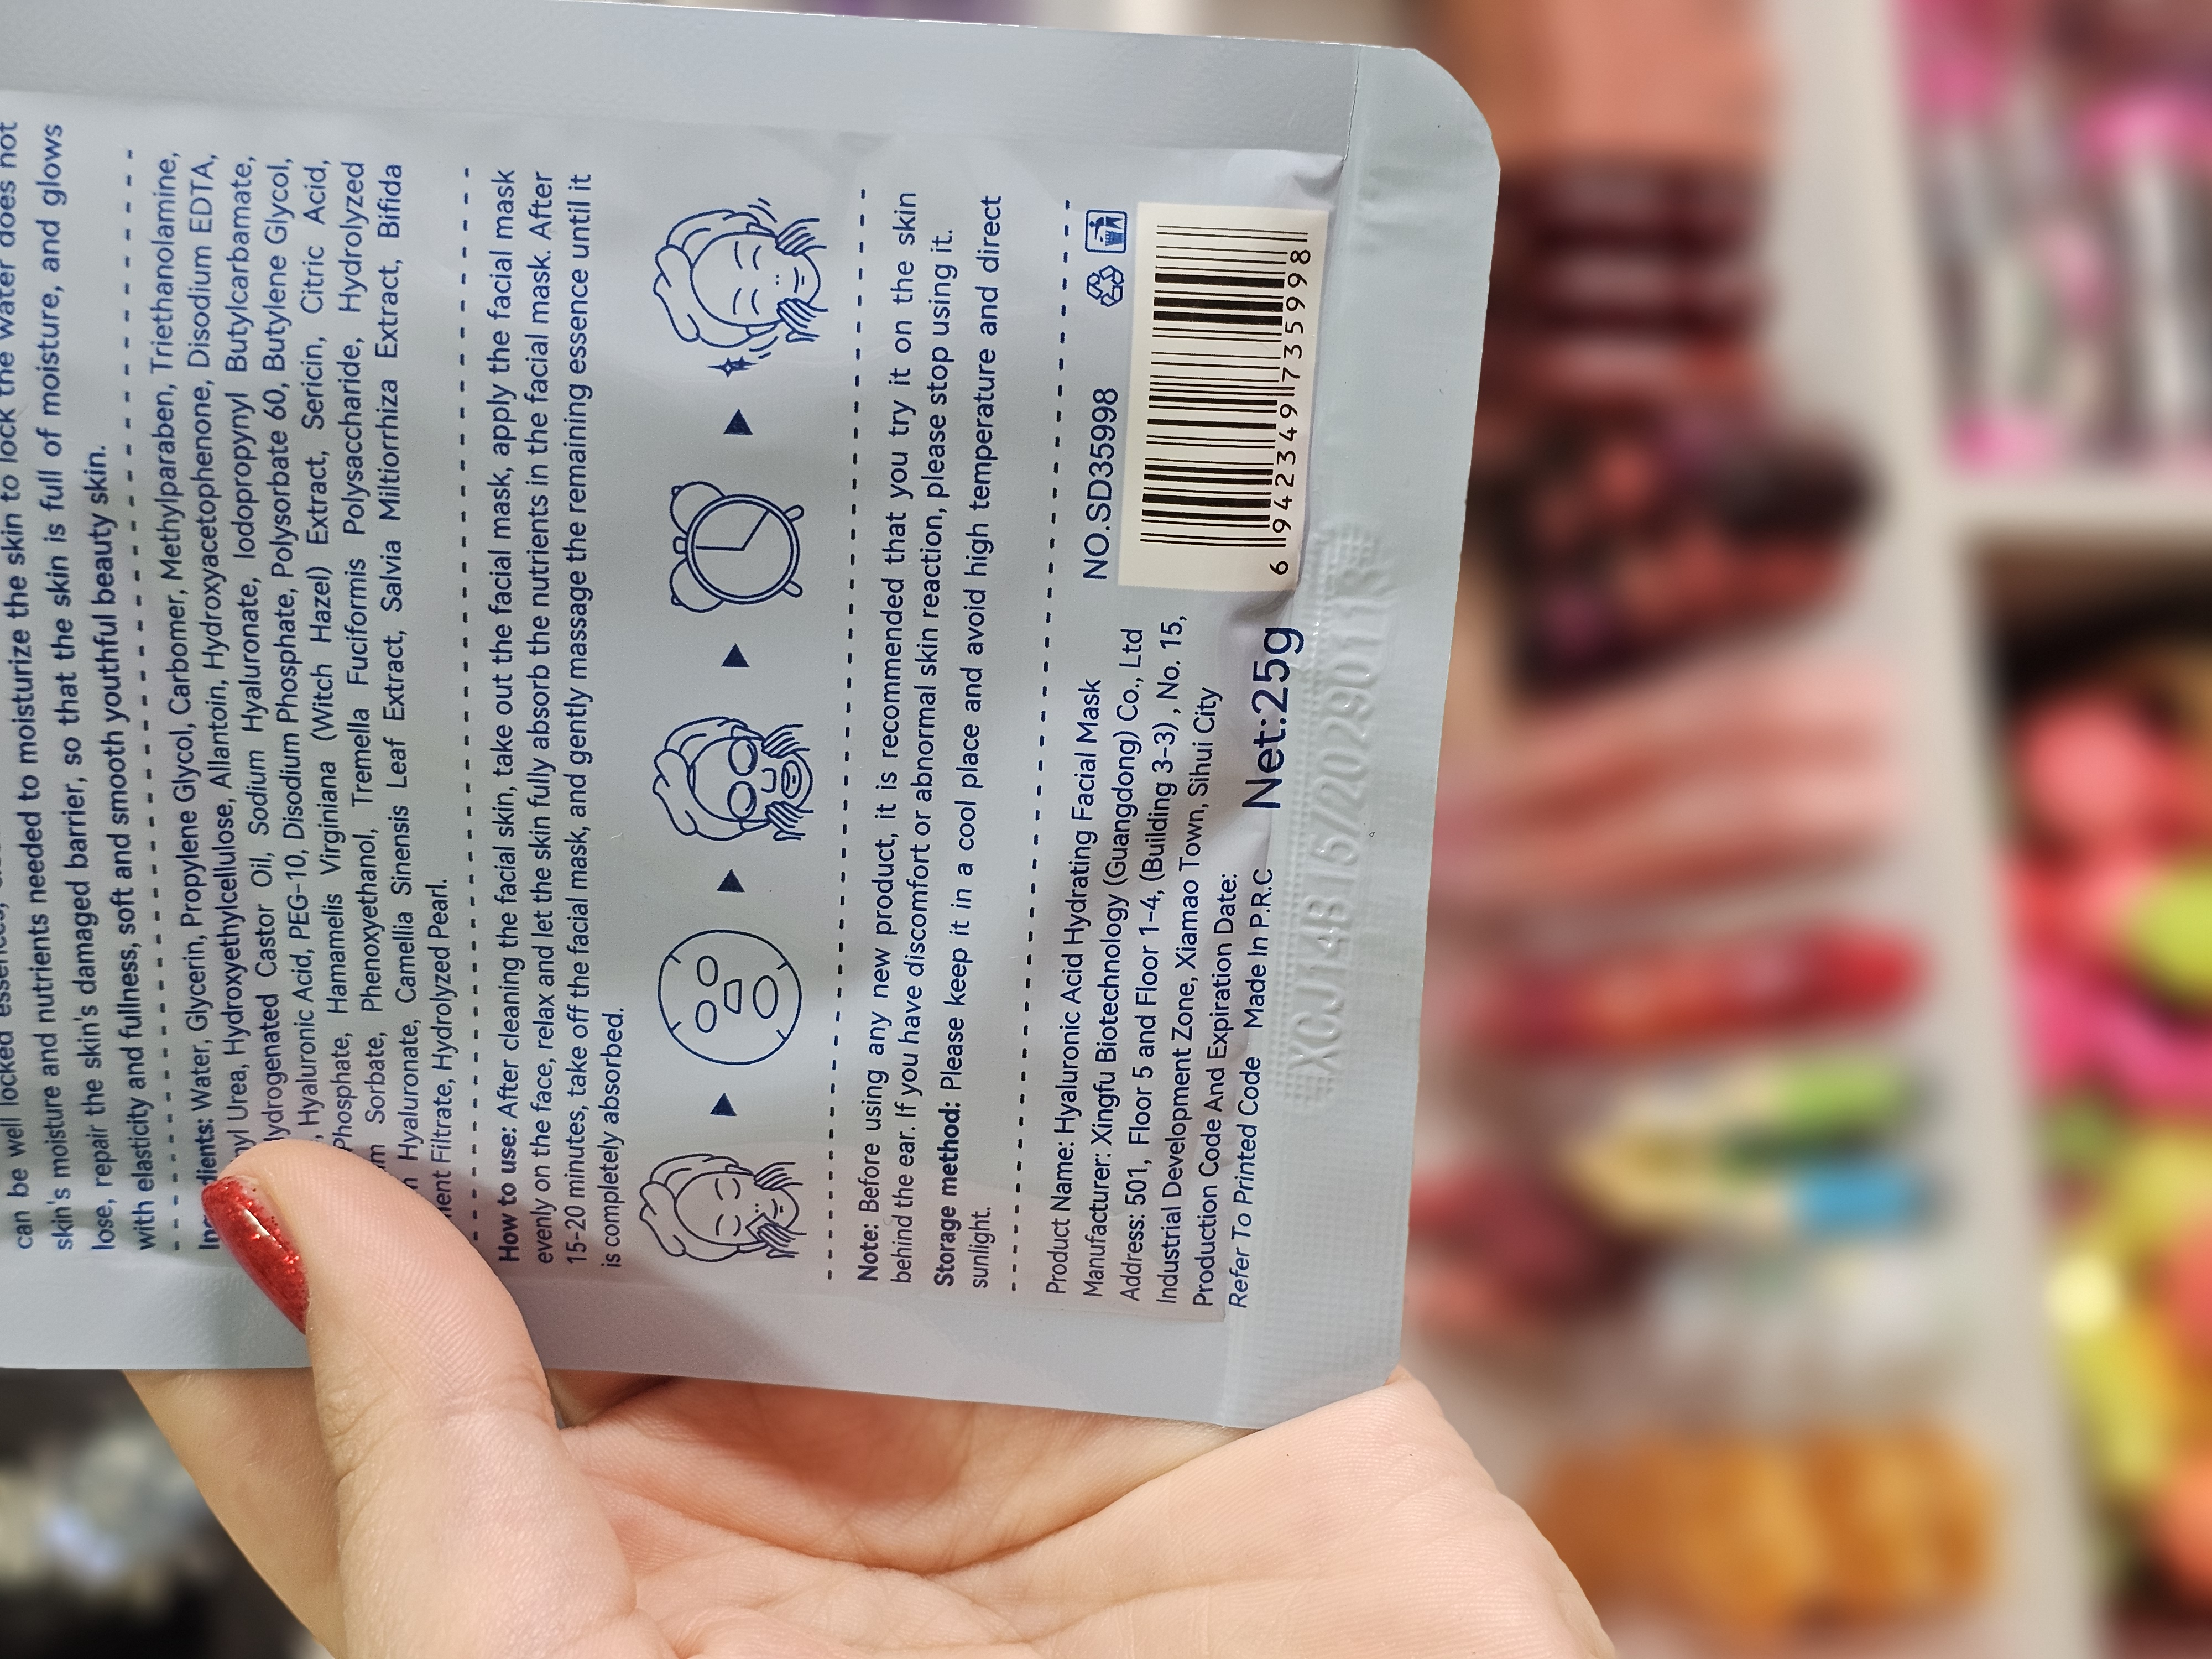 can be well locked
skin's moisture and nutrients needed to moisturize the skin to lock the water does not
lose, repair the skin's damaged barrier, so that the skin is full of moisture, and glows
with elasticity and fullness, soft and smooth youthful beauty skin.
Water, Glycerin, Propylene Glycol, Carbomer, Methylparaben, Triethanolamine,
Urea, Hydroxyethylcellulose, Allantoin, Hydroxyacetophenone, Disodium EDTA,
Castor Oil, Sodium Hyaluronate, Iodopropynyl Butylcarbamate,
Hyaluronic Acid, PEG-10, Disodium Phosphate, Polysorbate 60, Butylene Glycol,
Phosphate, Hamamelis Virginiana (Witch Hazel) Extract, Sericin, Citric Acid,
Sorbate, Phenoxyethanol, Tremella Fuciformis Polysaccharide, Hydrolyzed
Hyaluronate, Camellia Sinensis Leaf Extract, Salvia Miltiorrhiza Extract, Bifida
Filtrate, Hydrolyzed Pearl.
How to use: After cleaning the facial skin, take out the facial mask, apply the facial mask
evenly on the face, relax and let the skin fully absorb the nutrients in the facial mask. After
15-20 minutes, take off the facial mask, and gently massage the remaining essence until it
is completely absorbed.
Note: Before using any new product, it is recommended that you try it on the skin
behind the ear. If you have discomfort or abnormal skin reaction, please stop using it.
Storage method: Please keep it in a cool place and avoid high temperature and direct
sunlight.
Product Name: Hyaluronic Acid Hydrating Facial Mask
Manufacturer: Xingfu Biotechnology (Guangdong) Co., Ltd
Address: 501, Floor 5 and Floor 1-4, (Building 3-3), No. 15,
Industrial Development Zone, Xiamao Town, Sihui City
Production Code And Expiration Date:
Refer To Printed Code Made In P.R.C
Net:25g
NO.SD35998
6 942349 735998
XCJ14B15/20290113